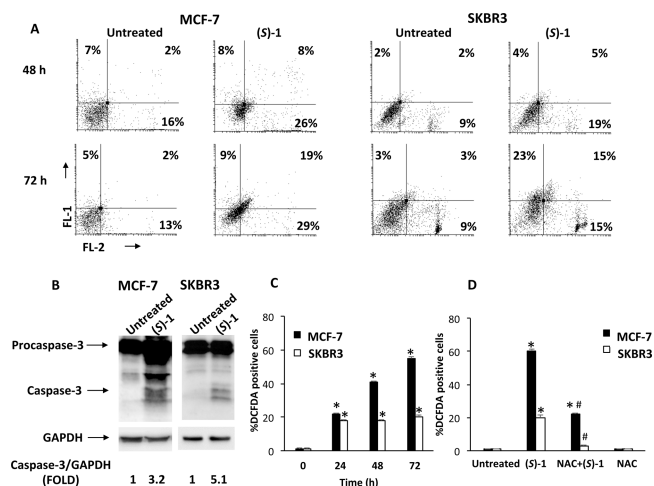 A
MCF-7
SKBR3
Untreated
(S)-1
Untreated
(S)-1
48 h
7%
2%
16%
8%
8%
26%
2%
2%
9%
4%
5%
19%
72 h
5%
2%
13%
9%
19%
29%
3%
3%
9%
23%
15%
15%
FL-1
FL-2
B
MCF-7
SKBR3
Untreated
(S)-1
Untreated
(S)-1
Procaspase-3
Caspase-3
GAPDH
Caspase-3/GAPDH
(FOLD)
1
3.2
1
5.1
C
%DCFDA positive cells
80
60
40
20
0
MCF-7
SKBR3
*
*
*
*
*
*
0
24
48
72
Time (h)
D
%DCFDA positive cells
80
60
40
20
0
MCF-7
SKBR3
*
*
*#
#
Untreated
(S)-1
NAC+(S)-1
NAC